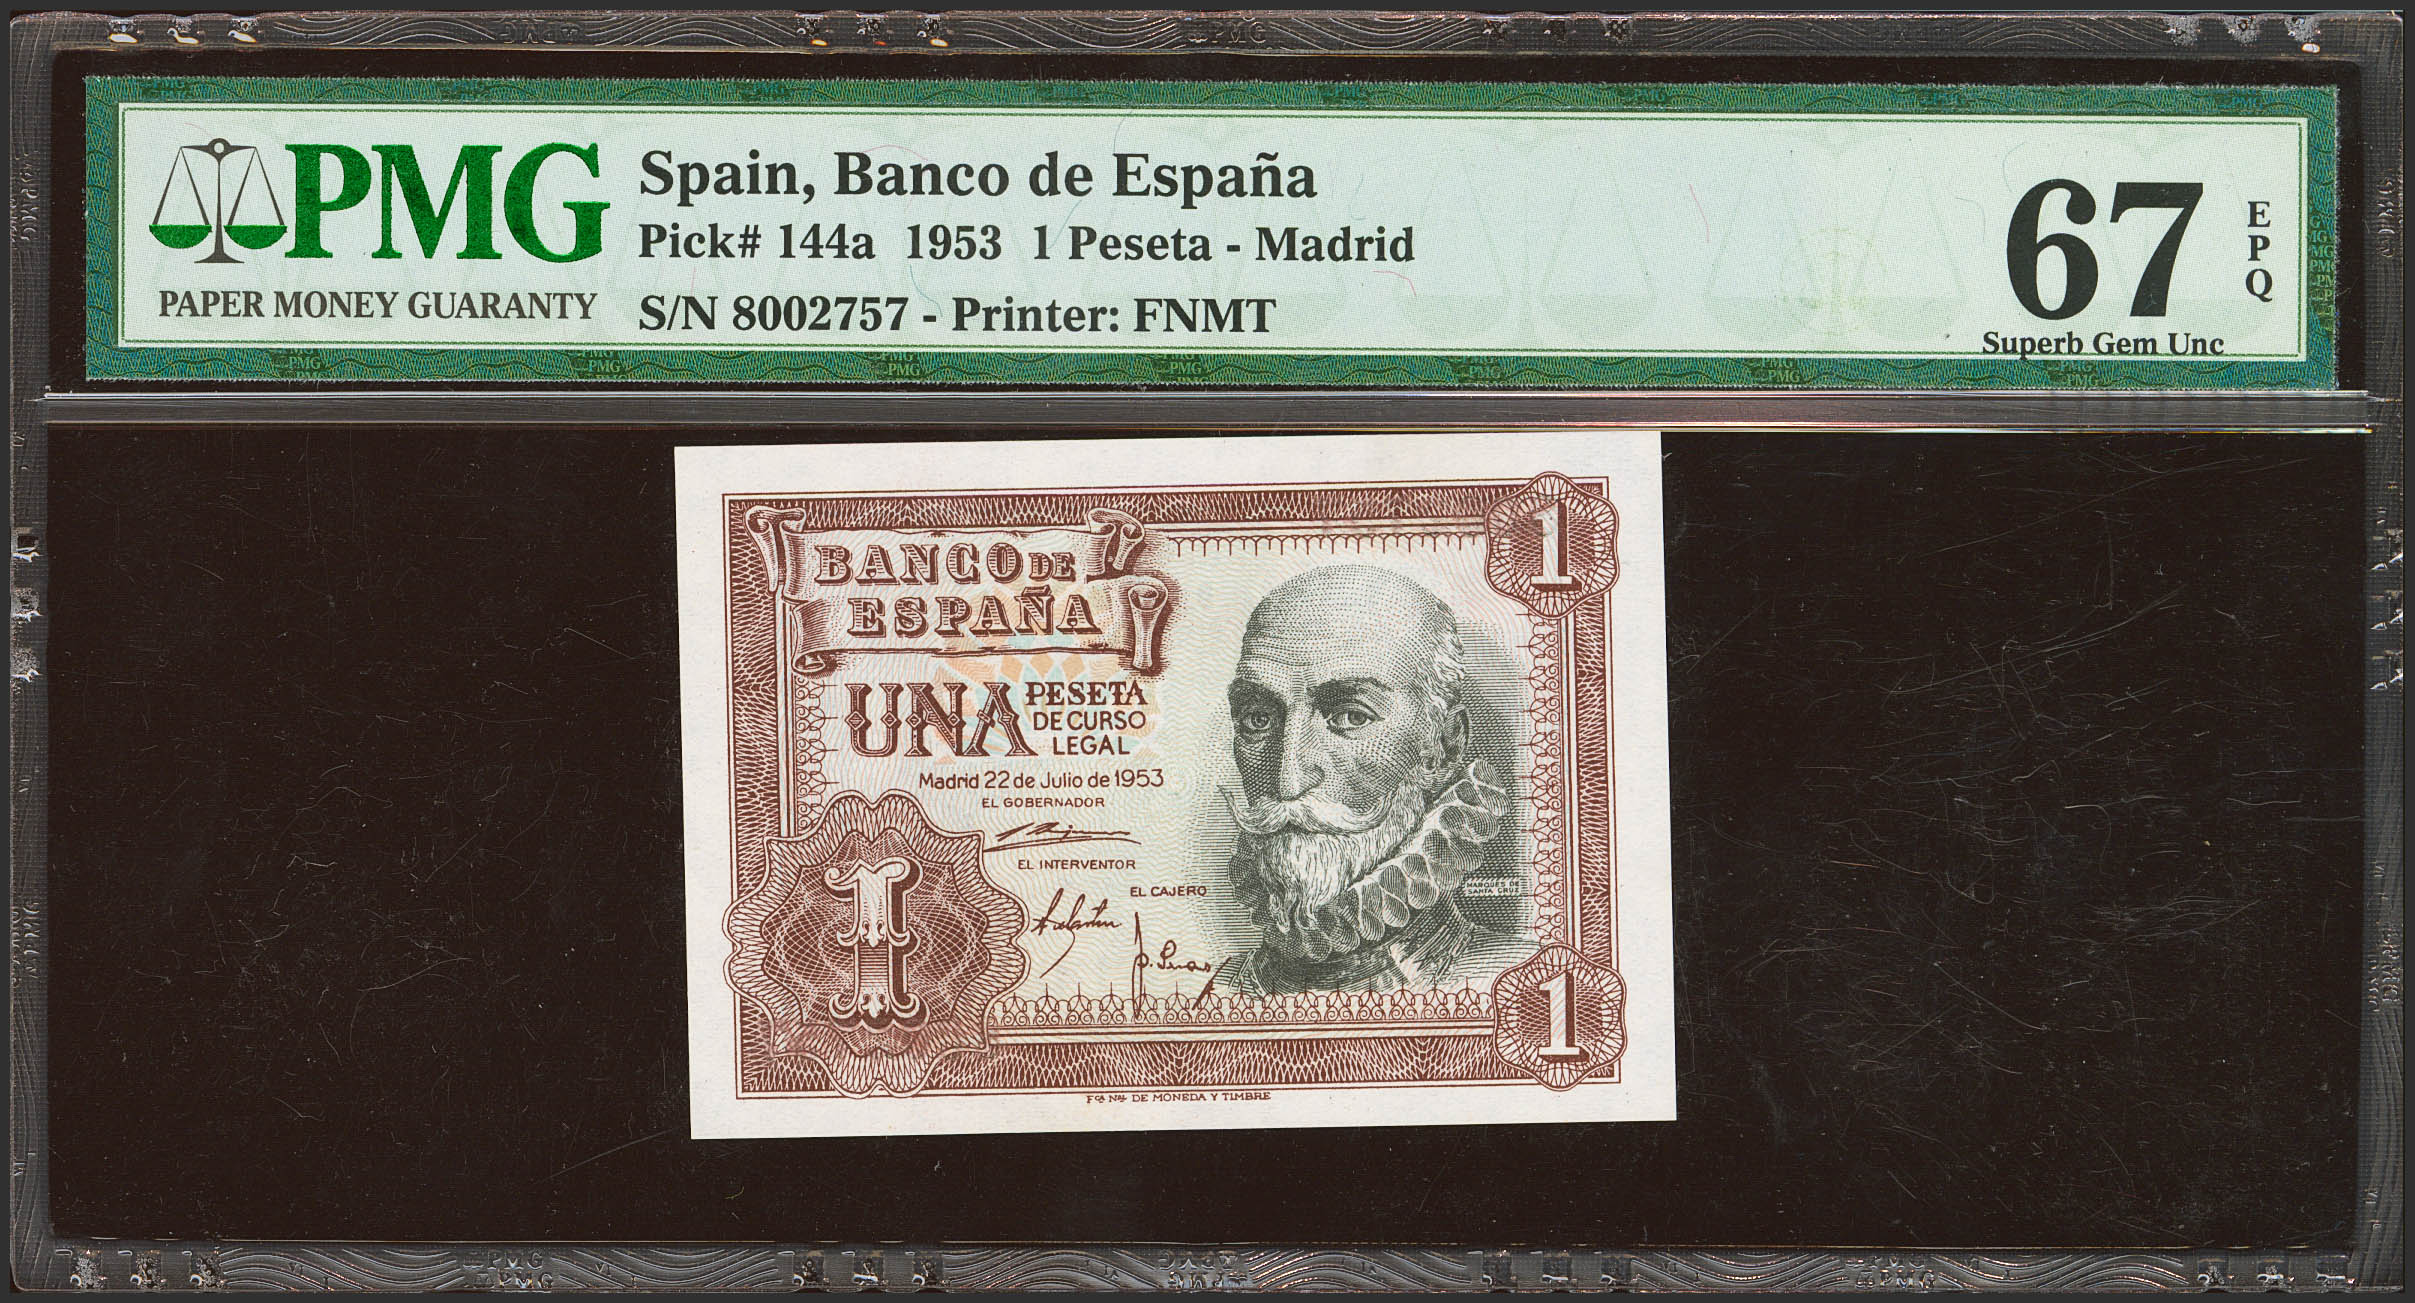 PMG
PAPER MONEY GUARANTY
Spain, Banco de España
Pick# 144a 1953 1 Peseta - Madrid
S/N 8002757 - Printer: FNMT
67
EPQ
Superb Gem Unc
BANCO DE
ESPAÑA
1
UNA PESETA
DE CURSO
LEGAL
Madrid 22 de Julio de 1953
EL GOBERNADOR
EL INTERVENTOR
EL CAJERO
MARQUES DE
SANTA CRUZ
1
1
FCA NAL DE MONEDA Y TIMBRE
PMG
PMG